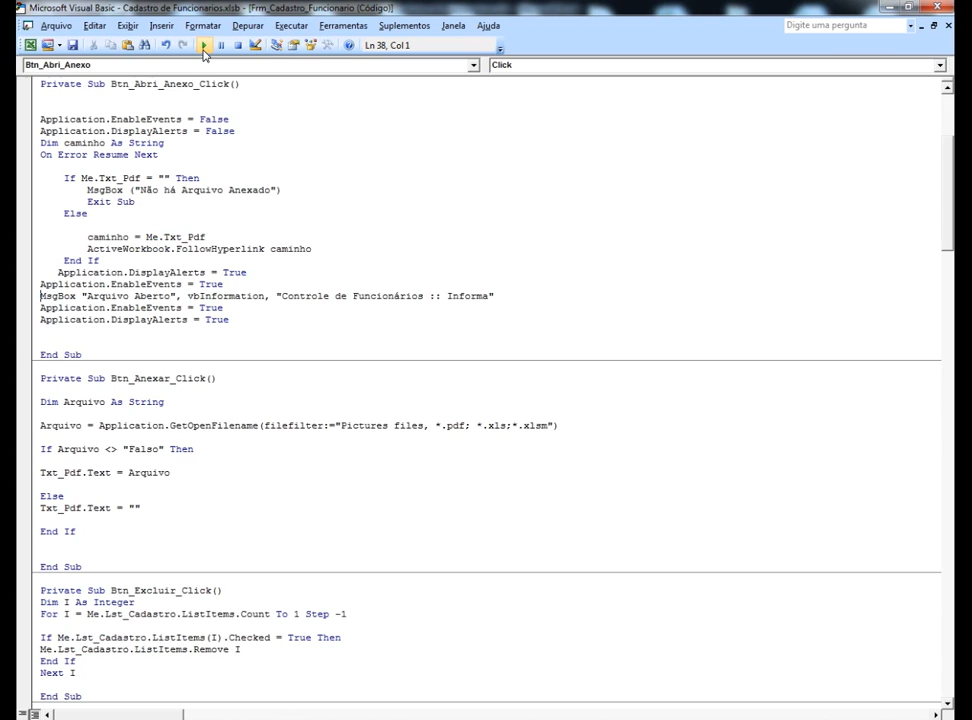 Microsoft Visual Basic - Cadastro de Funcionarios.xlsb - [Frm_Cadastro_Funcionario (Código)]
Arquivo Editar Exibir Inserir Formatar Depurar Executar Ferramentas Suplementos Janela Ajuda Digite uma pergunta
Ln 38, Col 1
Btn_Abri_Anexo Click
Private Sub Btn_Abri_Anexo_Click()
Application.EnableEvents = False
Application.DisplayAlerts = False
Dim caminho As String
On Error Resume Next
If Me.Txt_Pdf = "" Then
MsgBox ("Não há Arquivo Anexado")
Exit Sub
Else
caminho = Me.Txt_Pdf
ActiveWorkbook.FollowHyperlink caminho
End If
Application.DisplayAlerts = True
Application.EnableEvents = True
MsgBox "Arquivo Aberto", vbInformation, "Controle de Funcionários :: Informa"
Application.EnableEvents = True
Application.DisplayAlerts = True
End Sub
Private Sub Btn_Anexar_Click()
Dim Arquivo As String
Arquivo = Application.GetOpenFilename(filefilter:="Pictures files, *.pdf; *.xls;*.xlsm")
If Arquivo <> "Falso" Then
Txt_Pdf.Text = Arquivo
Else
Txt_Pdf.Text = ""
End If
End Sub
Private Sub Btn_Excluir_Click()
Dim I As Integer
For I = Me.Lst_Cadastro.ListItems.Count To 1 Step -1
If Me.Lst_Cadastro.ListItems(I).Checked = True Then
Me.Lst_Cadastro.ListItems.Remove I
End If
Next I
End Sub